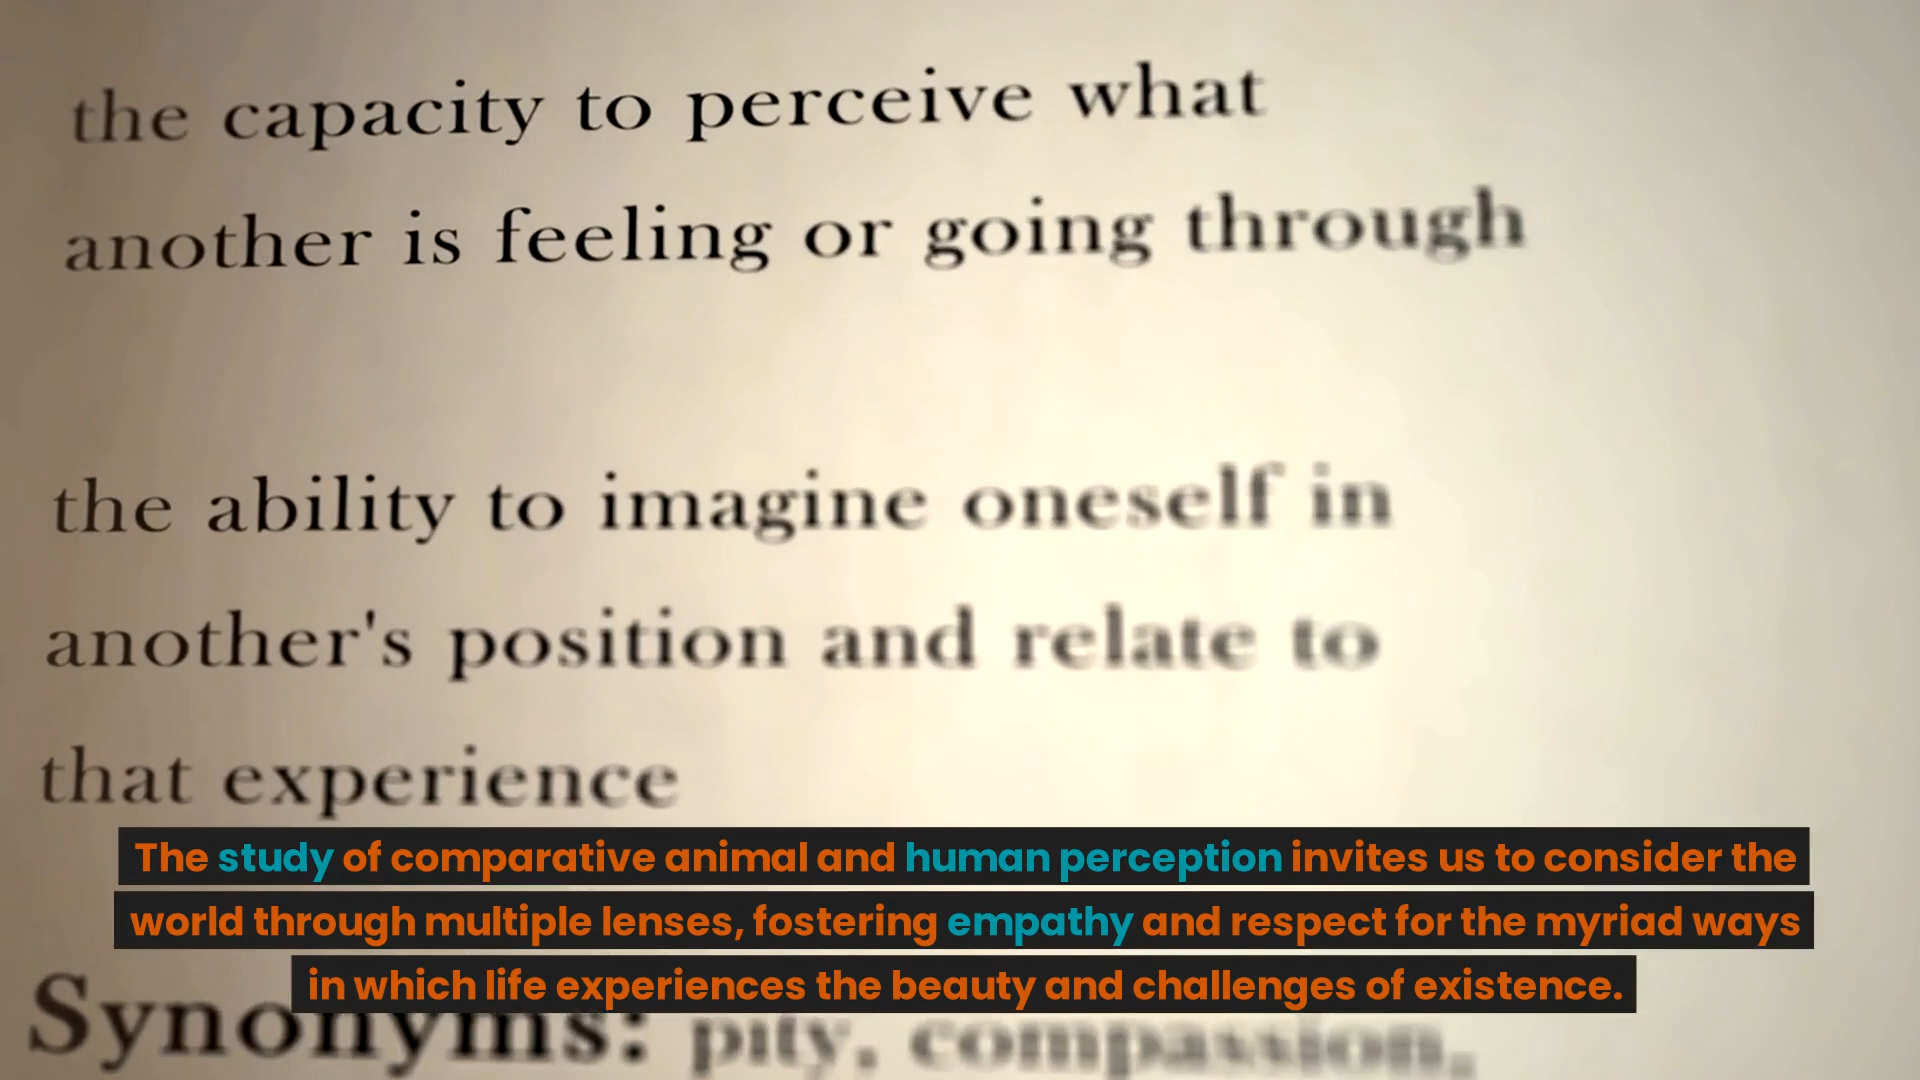 the capacity to perceive what
another is feeling or going through
the ability to imagine oneself in
another's position and relate to
that experience
The study of comparative animal and human perception invites us to consider the
world through multiple lenses, fostering empathy and respect for the myriad ways
in which life experiences the beauty and challenges of existence.
Synonyms: pity, compassion,